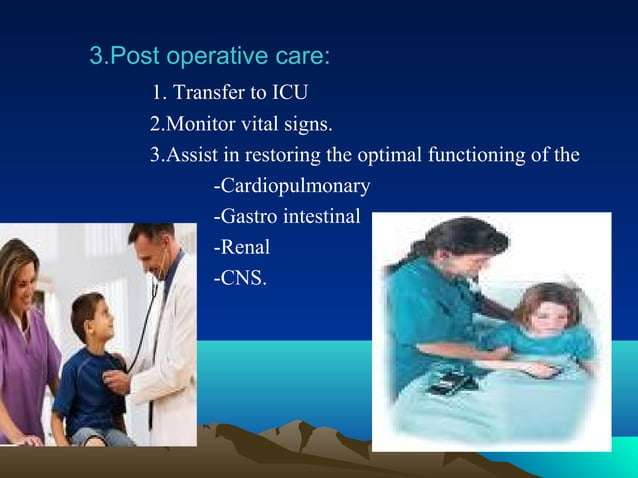 3.Post operative care:
1. Transfer to ICU
2.Monitor vital signs.
3.Assist in restoring the optimal functioning of the
-Cardiopulmonary
-Gastro intestinal
-Renal
-CNS.